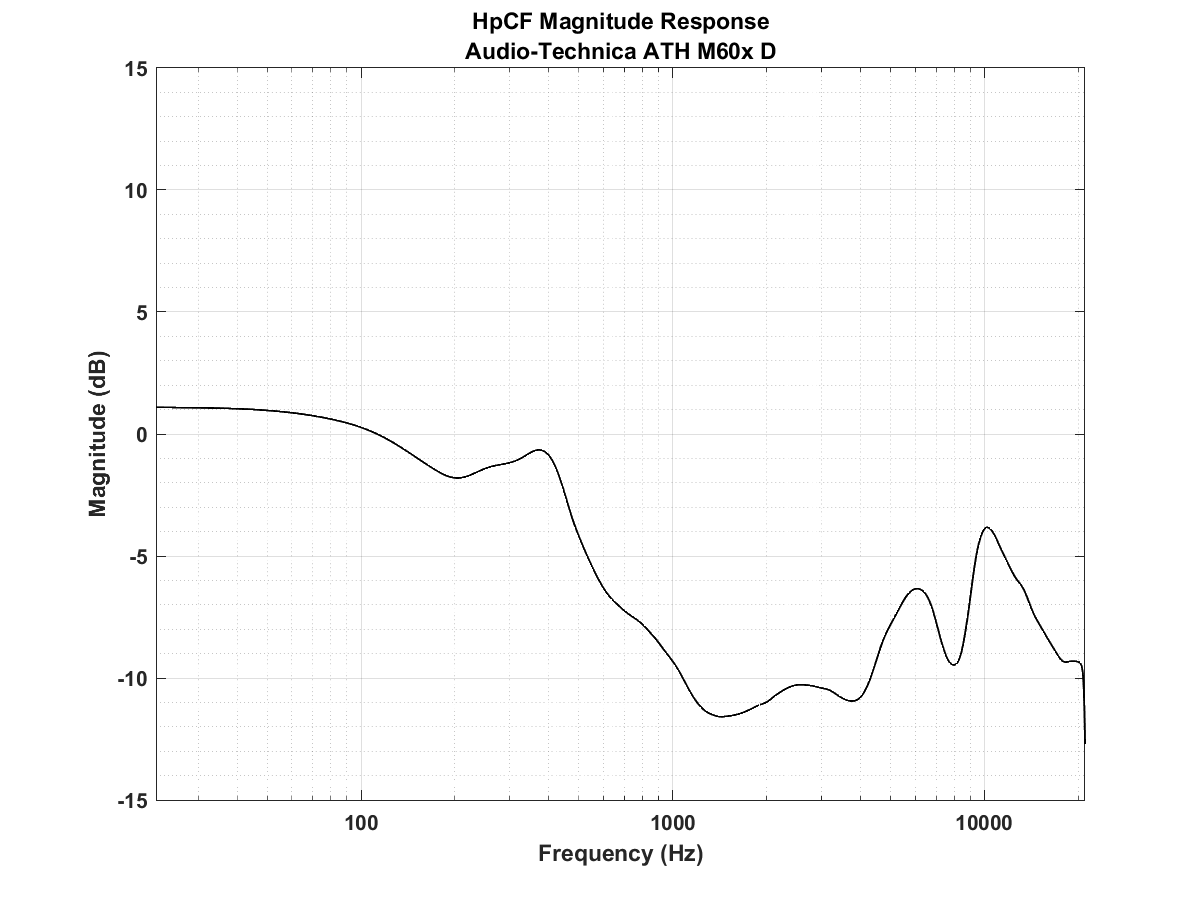 HpCF Magnitude Response
Audio-Technica ATH M60x D
15
10
5
0
-5
-10
-15
Magnitude (dB)
100 1000 10000
Frequency (Hz)